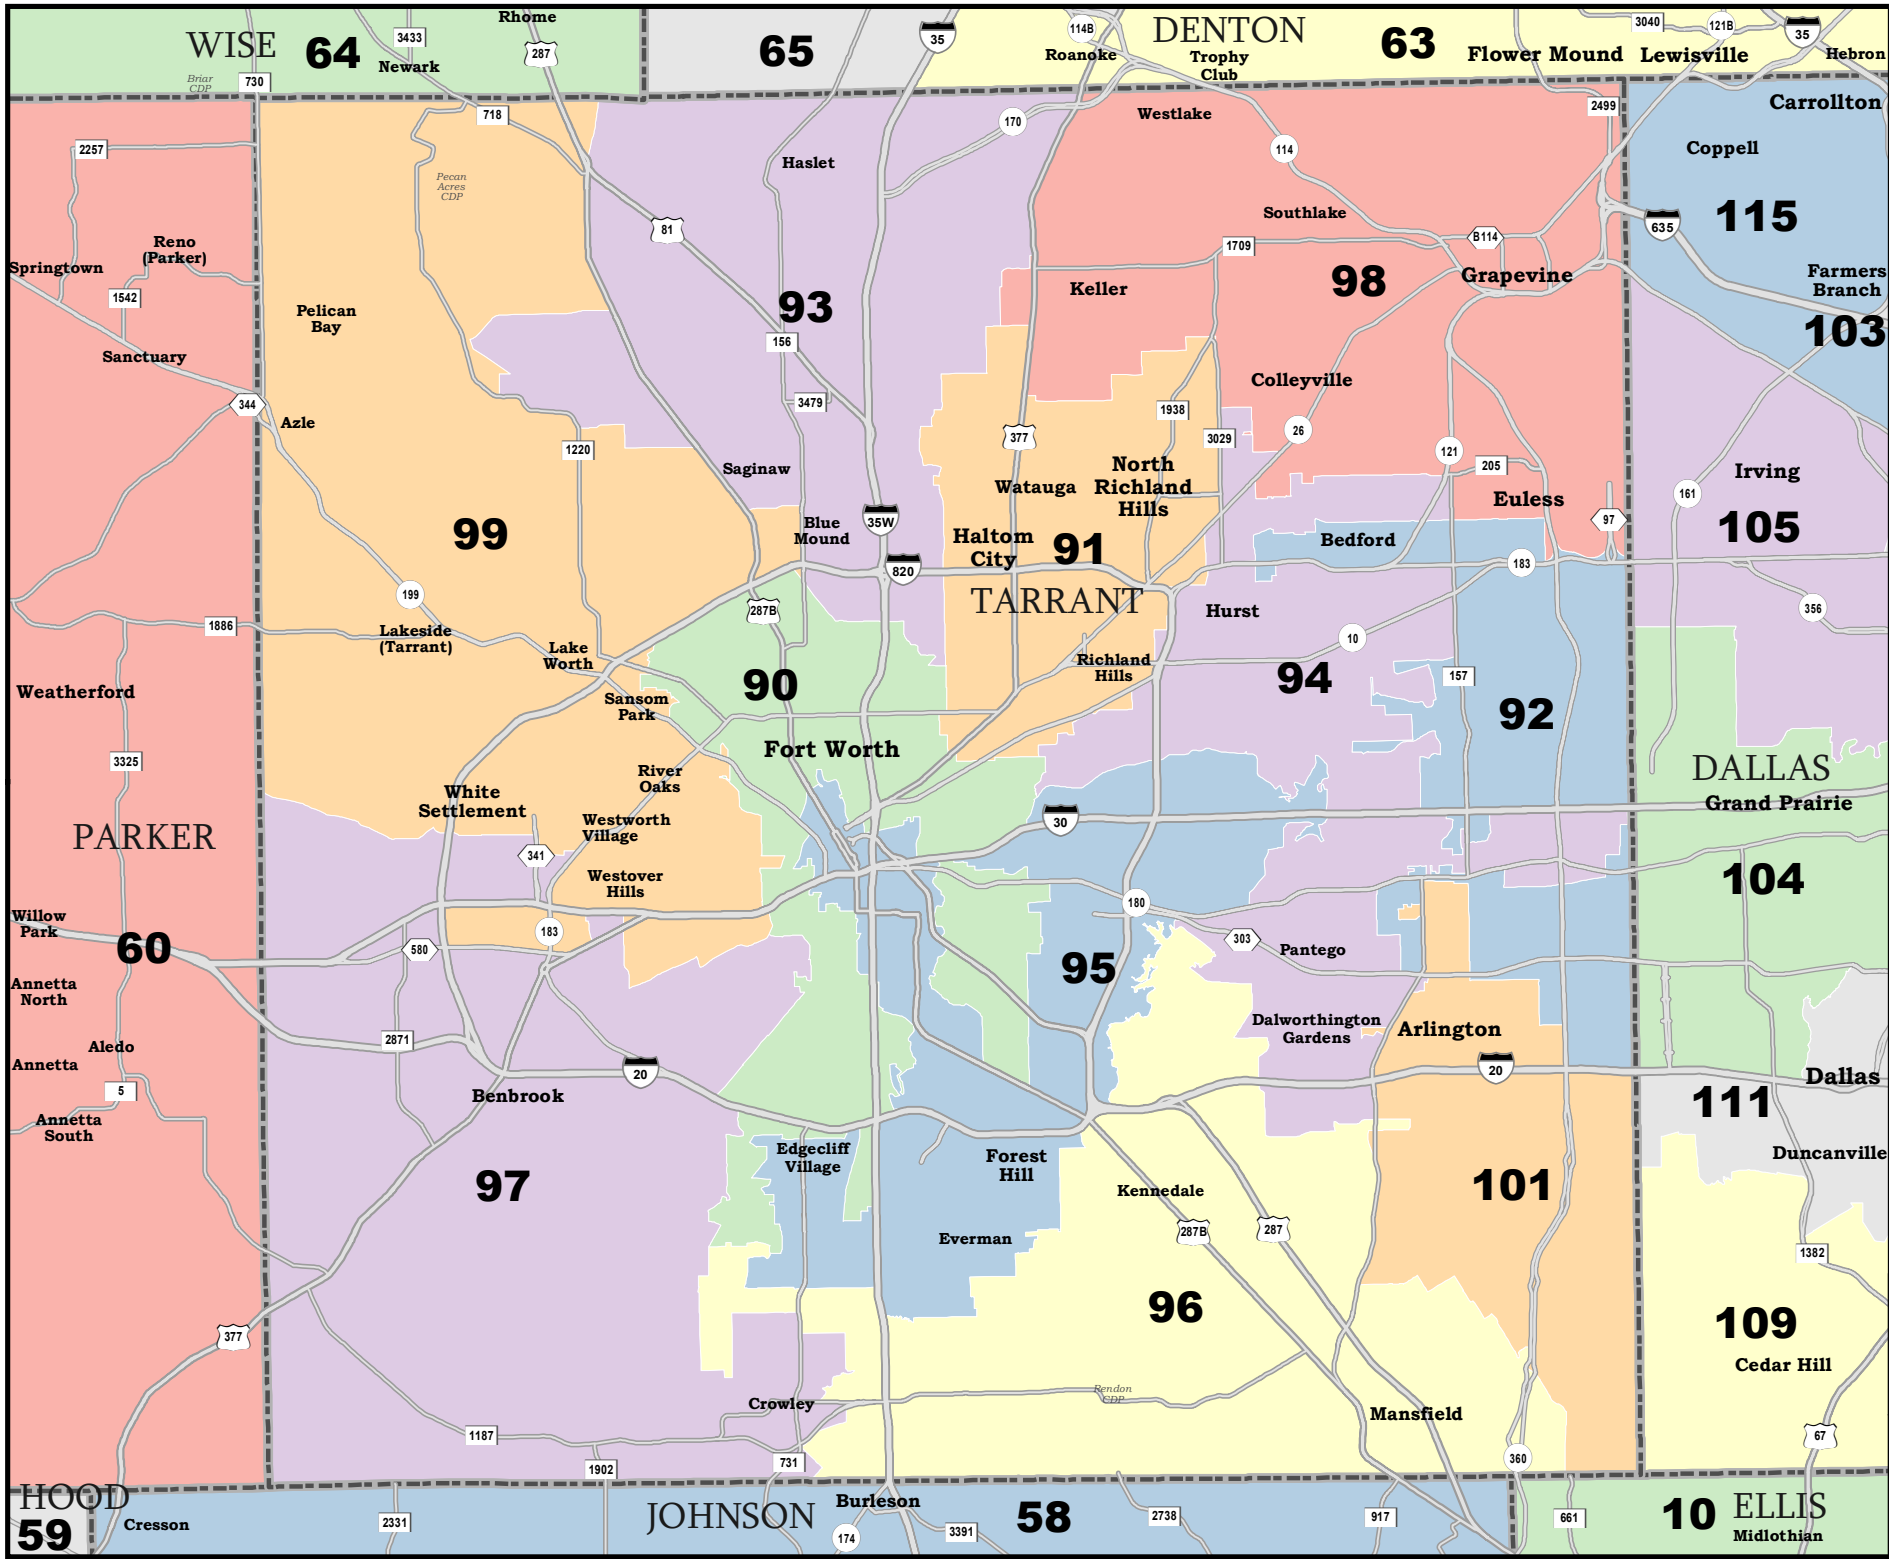 Rhome
WISE
64
3433
Newark
287
Briar
CDP
730
65
35
114B
Roanoke
DENTON
Trophy
Club
63
Flower Mound
3040
Lewisville
121B
35
Hebron
718
2257
170
Westlake
2499
Carrollton
114
Coppell
Haslet
Pecan
Acres
CDP
81
Southlake
1709
B114
635
115
Reno
(Parker)
Springtown
1542
Sanctuary
Pelican
Bay
93
156
Keller
98
Grapevine
Farmers
Branch
103
344
Azle
3479
Colleyville
1938
377
3029
26
121
205
1220
Saginaw
Watauga
North
Richland
Hills
Euless
161
Irving
99
Blue
Mound
35W
Haltom
City
91
Bedford
97
105
820
183
199
287B
TARRANT
Hurst
356
1886
Lakeside
(Tarrant)
Lake
Worth
10
Richland
Hills
94
157
Weatherford
90
Sansom
Park
92
Fort Worth
3325
River
Oaks
DALLAS
Grand Prairie
White
Settlement
PARKER
Westworth
Village
30
341
Westover
Hills
104
180
Willow
Park
60
580
183
303
Pantego
95
Annetta
North
Dalworthington
Gardens
Arlington
2871
Aledo
Annetta
20
20
Dallas
5
Benbrook
111
Annetta
South
Edgecliff
Village
Forest
Hill
Duncanville
97
Kennedale
101
287B
287
Everman
1382
96
109
377
Cedar Hill
Rendon
CDP
Crowley
Mansfield
1187
67
731
360
1902
HOOD
59
Cresson
2331
JOHNSON
Burleson
174
3391
58
2738
917
661
10
ELLIS
Midlothian